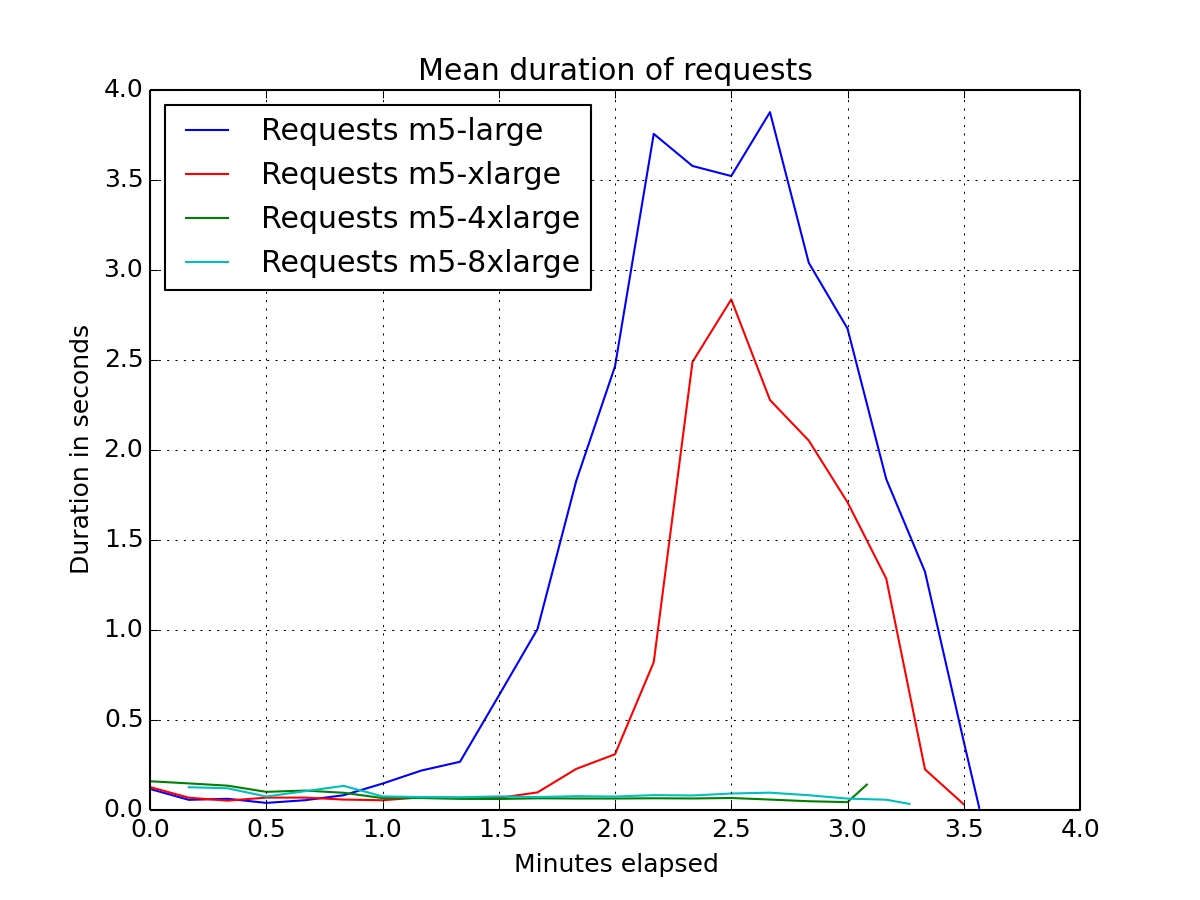 Mean duration of requests
4.0
3.5
3.0
2.5
2.0
1.5
1.0
0.5
0.0
Requests m5-large
Requests m5-xlarge
Requests m5-4xlarge
Requests m5-8xlarge
Duration in seconds
0.0 0.5 1.0 1.5 2.0 2.5 3.0 3.5 4.0
Minutes elapsed